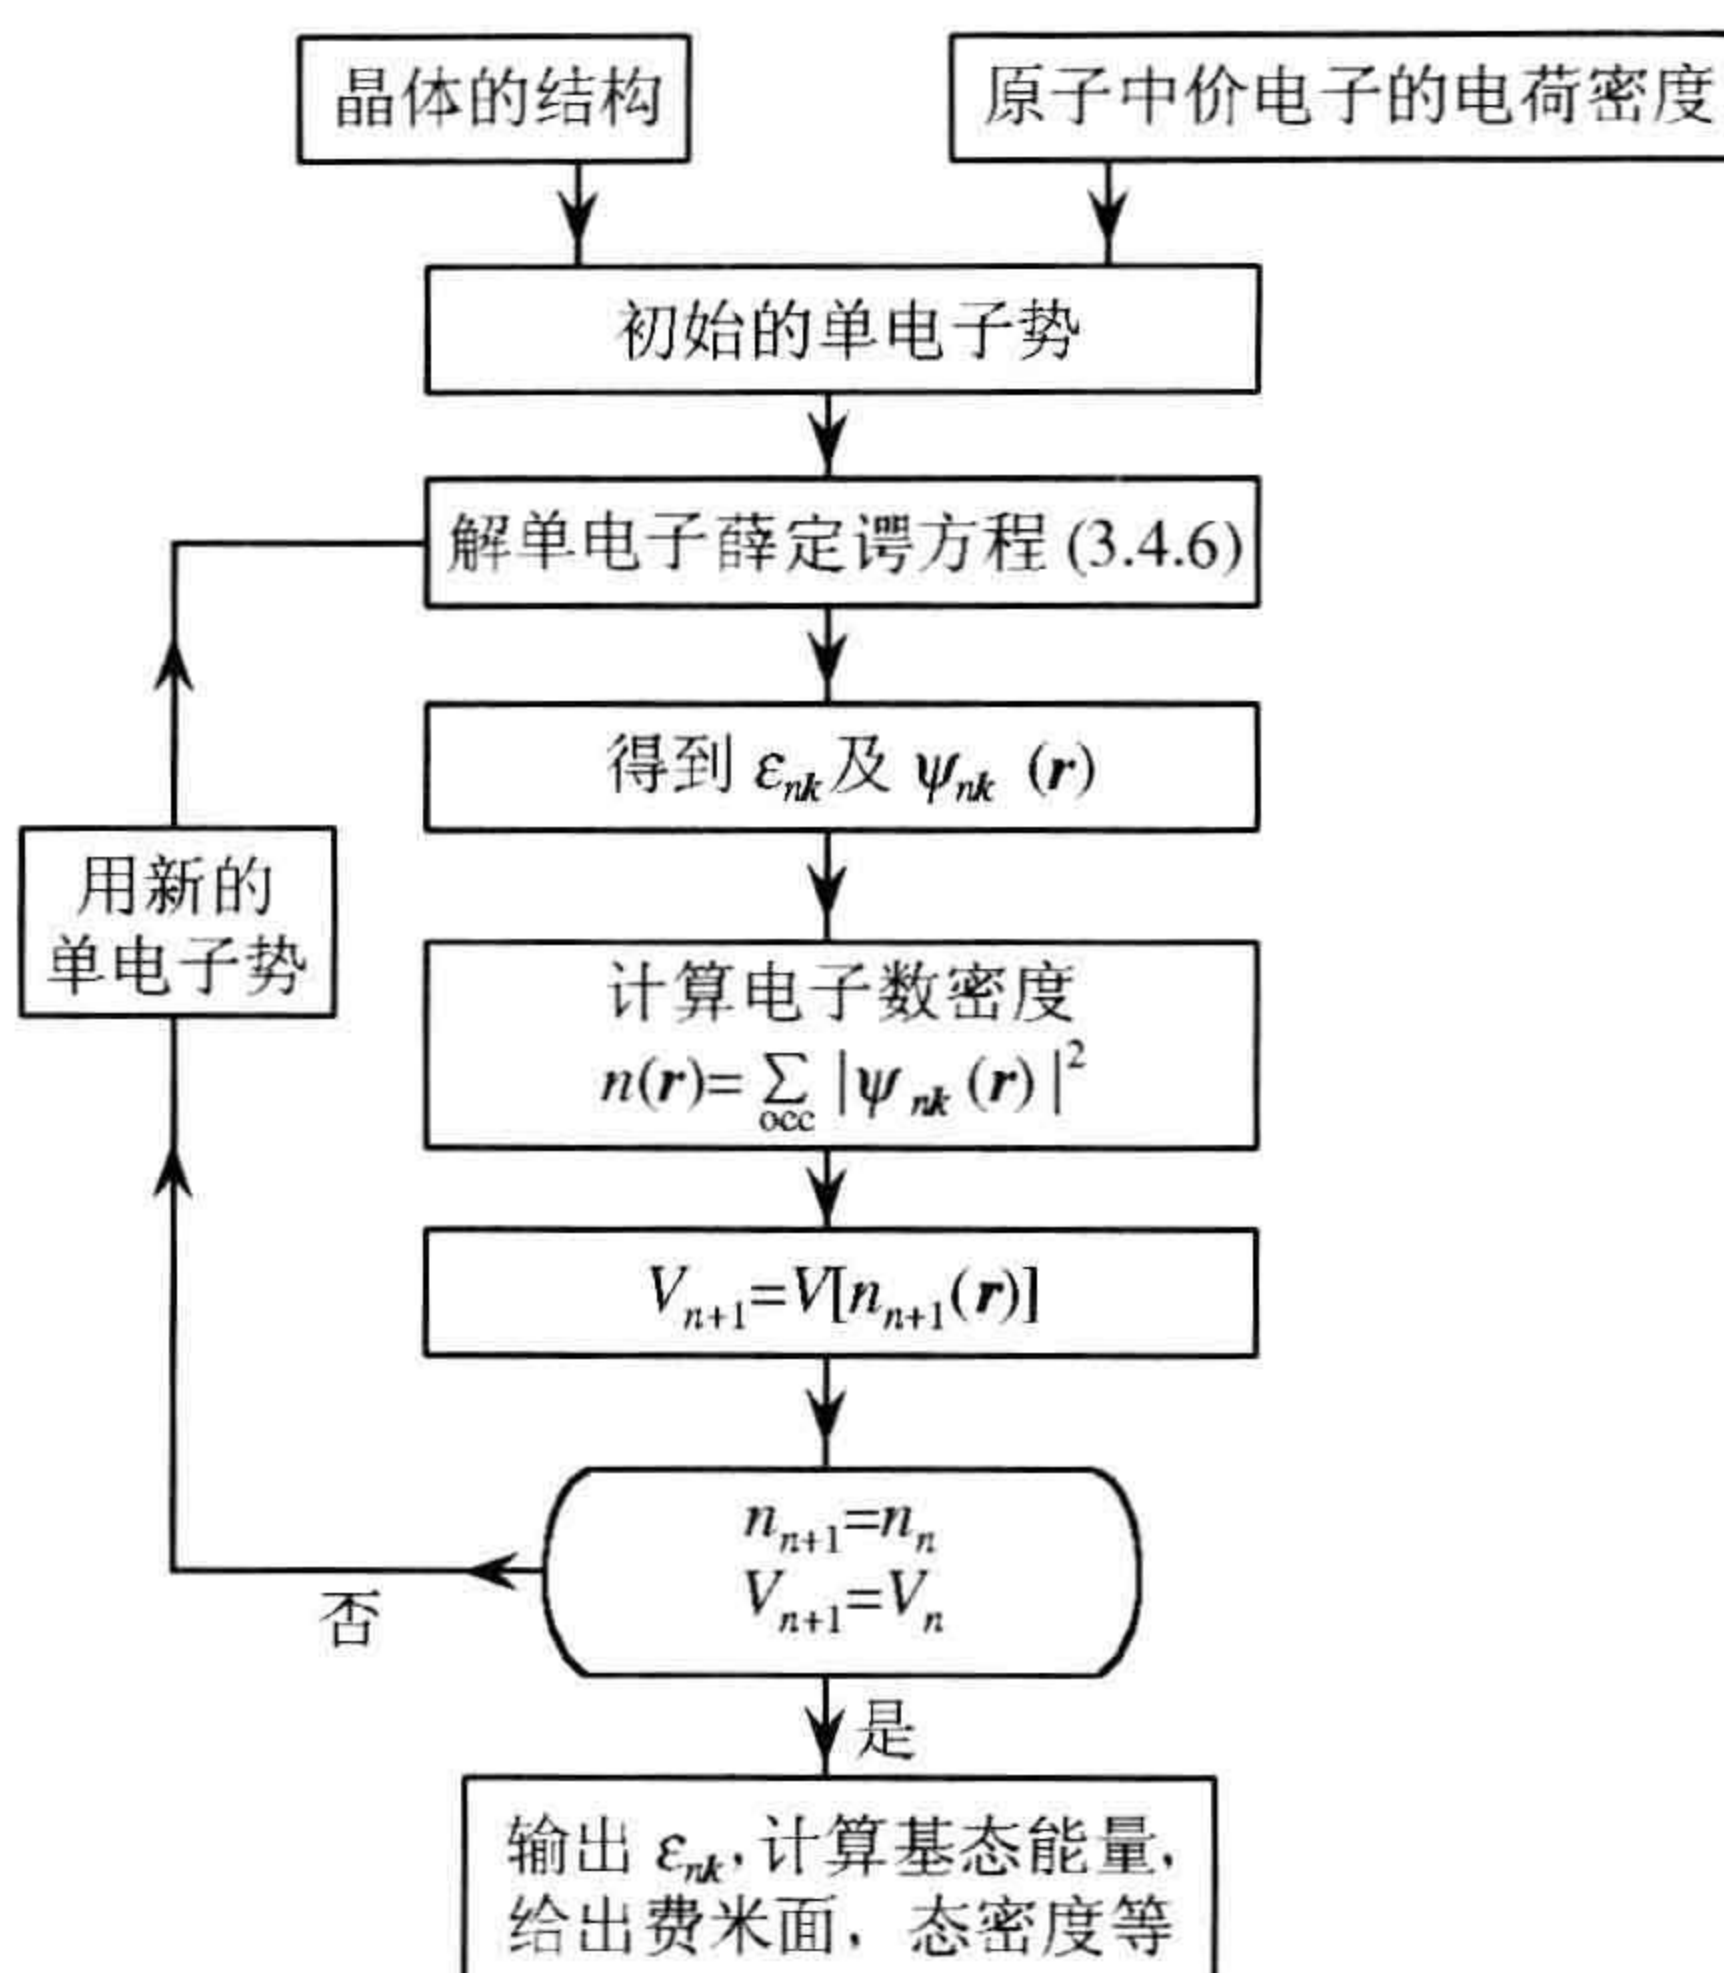 晶体的结构
原子中价电子的电荷密度
初始的单电子势
解单电子薛定谔方程 (3.4.6)
得到 εnk及 ψnk (r)
用新的
单电子势
计算电子数密度
n(r)=∑occ |ψnk(r)|²
Vn+1=V[nn+1(r)]
nn+1=nn
Vn+1=Vn
否
是
输出 εnk,计算基态能量,
给出费米面,态密度等